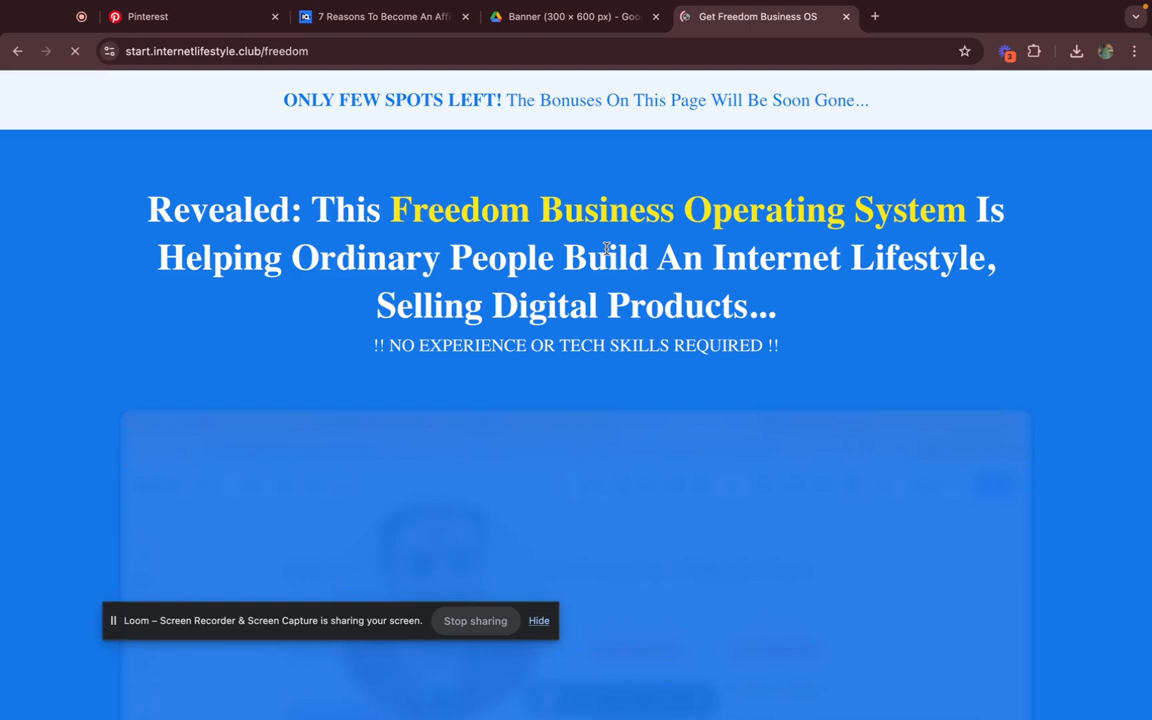 Pinterest
7 Reasons To Become An Affi
Banner (300 × 600 px) - Goo
Get Freedom Business OS
start.internetlifestyle.club/freedom
3
ONLY FEW SPOTS LEFT! The Bonuses On This Page Will Be Soon Gone...
Revealed: This Freedom Business Operating System Is
Helping Ordinary People Build An Internet Lifestyle,
Selling Digital Products...
!! NO EXPERIENCE OR TECH SKILLS REQUIRED !!
Loom – Screen Recorder & Screen Capture is sharing your screen.
Stop sharing
Hide